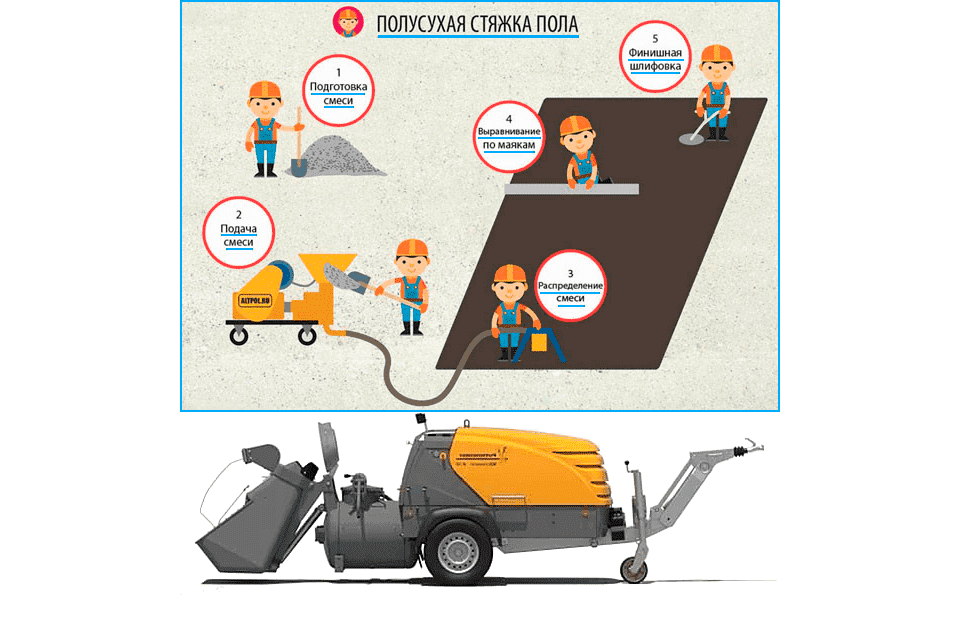 ПОЛУСУХАЯ СТЯЖКА ПОЛА
1
Подготовка
смеси
2
Подача
смеси
ALTPOL.RU
3
Распределение
смеси
4
Выравнивание
по маякам
5
Финишная
шлифовка